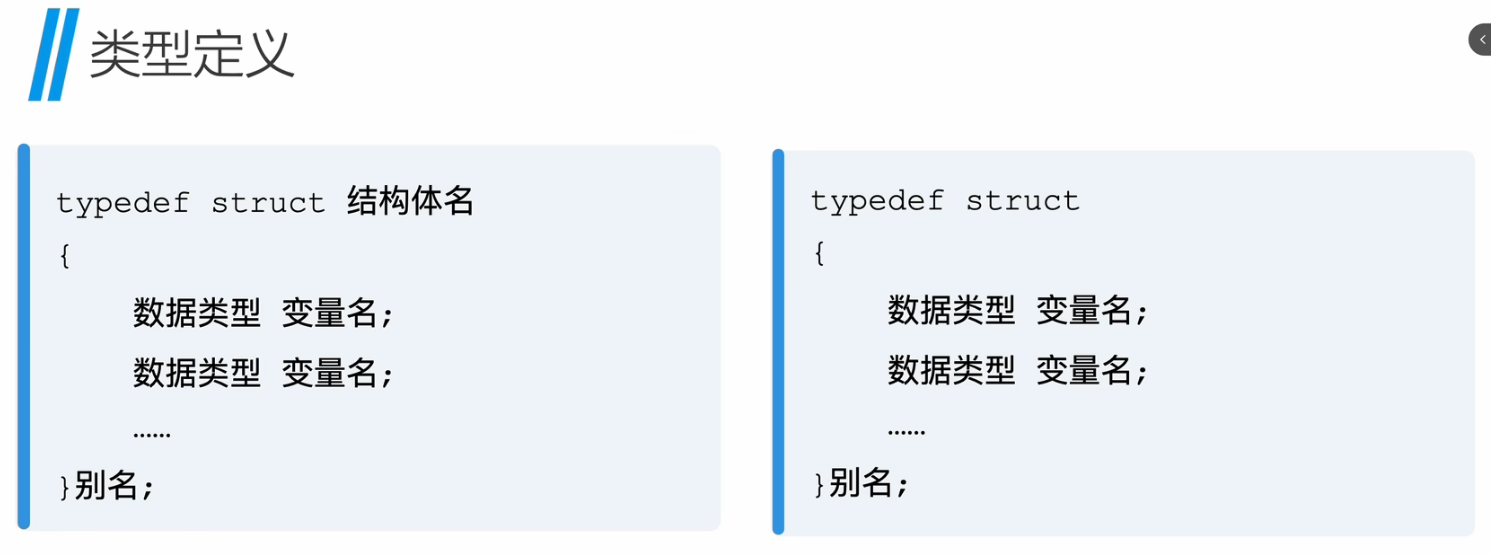 类型定义
typedef struct 结构体名
{
数据类型 变量名;
数据类型 变量名;
……
}别名;
typedef struct
{
数据类型 变量名;
数据类型 变量名;
……
}别名;